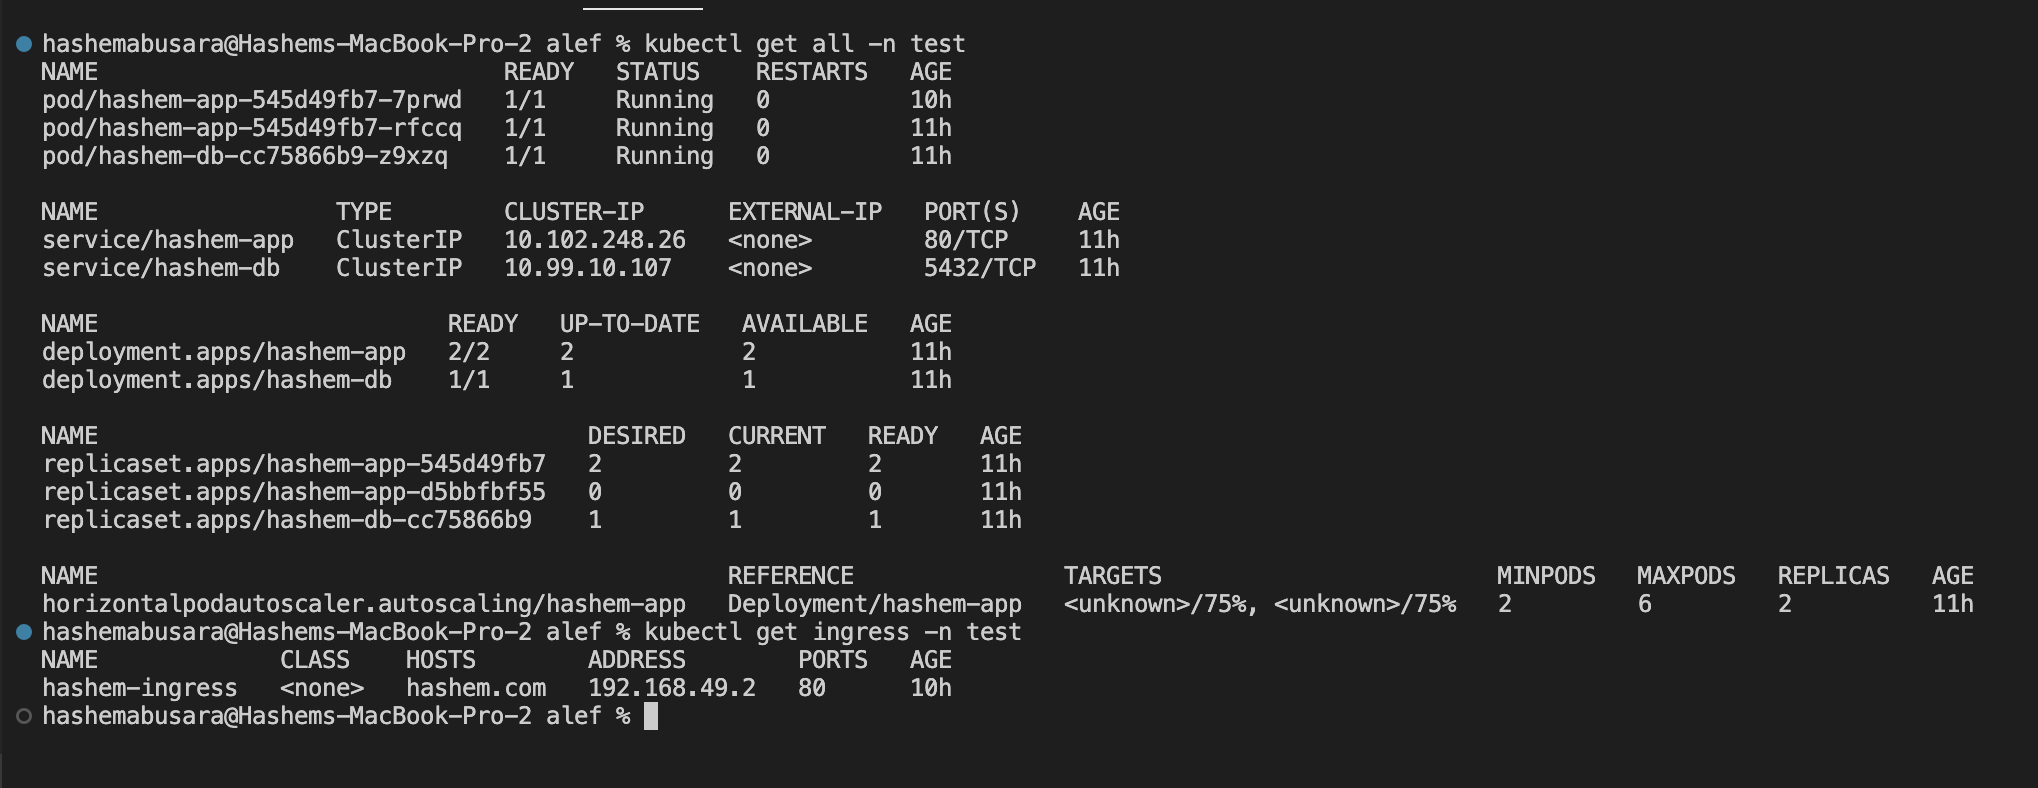 hashemabusara@Hashems-MacBook-Pro-2 alef % kubectl get all -n test
NAME READY STATUS RESTARTS AGE
pod/hashem-app-545d49fb7-7prwd 1/1 Running 0 10h
pod/hashem-app-545d49fb7-rfccq 1/1 Running 0 11h
pod/hashem-db-cc75866b9-z9xzq 1/1 Running 0 11h
NAME TYPE CLUSTER-IP EXTERNAL-IP PORT(S) AGE
service/hashem-app ClusterIP 10.102.248.26 <none> 80/TCP 11h
service/hashem-db ClusterIP 10.99.10.107 <none> 5432/TCP 11h
NAME READY UP-TO-DATE AVAILABLE AGE
deployment.apps/hashem-app 2/2 2 2 11h
deployment.apps/hashem-db 1/1 1 1 11h
NAME DESIRED CURRENT READY AGE
replicaset.apps/hashem-app-545d49fb7 2 2 2 11h
replicaset.apps/hashem-app-d5bbfbf55 0 0 0 11h
replicaset.apps/hashem-db-cc75866b9 1 1 1 11h
NAME REFERENCE TARGETS MINPODS MAXPODS REPLICAS AGE
horizontalpodautoscaler.autoscaling/hashem-app Deployment/hashem-app <unknown>/75%, <unknown>/75% 2 6 2 11h
hashemabusara@Hashems-MacBook-Pro-2 alef % kubectl get ingress -n test
NAME CLASS HOSTS ADDRESS PORTS AGE
hashem-ingress <none> hashem.com 192.168.49.2 80 10h
hashemabusara@Hashems-MacBook-Pro-2 alef %